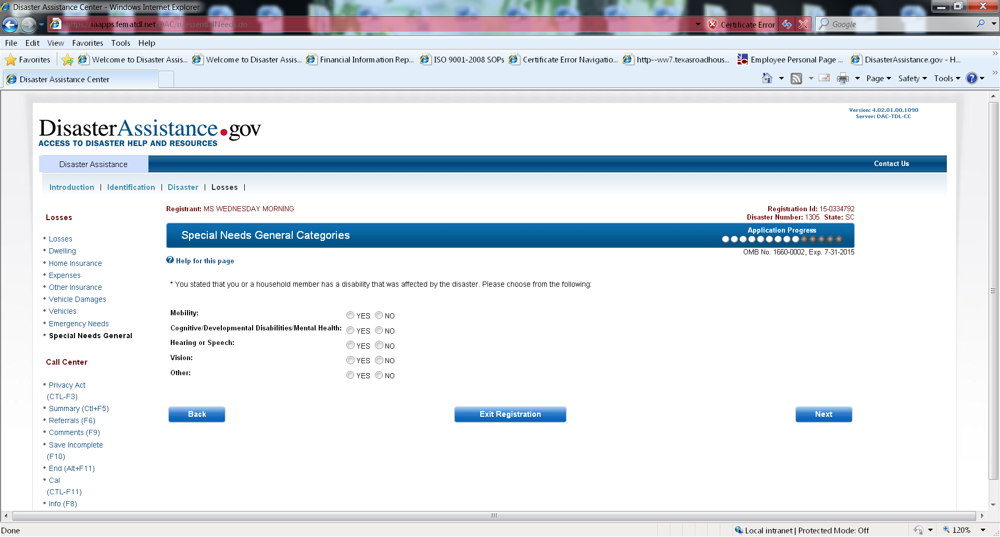 Disaster Assistance Center - Windows Internet Explorer
https://iaapps.fematdl.net/DAC/ri/essentialNeeds.do
Certificate Error
Google
File Edit View Favorites Tools Help
Favorites Welcome to Disaster Assis... Welcome to Disaster Assis... Financial Information Rep... ISO 9001-2008 SOPs Certificate Error Navigatio... http--ww7.texasroadhous... Employee Personal Page ... DisasterAssistance.gov - H...
Disaster Assistance Center
Page Safety Tools
Version: 4.02.01.00.1090
Server: DAC-TDL-CC
DisasterAssistance.gov
ACCESS TO DISASTER HELP AND RESOURCES
Disaster Assistance
Contact Us
Introduction | Identification | Disaster | Losses |
Registrant: MS WEDNESDAY MORNING
Registration Id: 15-0334792
Disaster Number: 1305 State: SC
Losses
Losses
Dwelling
Home Insurance
Expenses
Other Insurance
Vehicle Damages
Vehicles
Emergency Needs
Special Needs General
Call Center
Privacy Act
(CTL-F3)
Summary (Ctl+F5)
Referrals (F6)
Comments (F9)
Save Incomplete
(F10)
End (Alt+F11)
Cal
(CTL-F11)
Info (F8)
Special Needs General Categories
Application Progress
OMB No. 1660-0002, Exp. 7-31-2015
Help for this page
* You stated that you or a household member has a disability that was affected by the disaster. Please choose from the following:
Mobility: YES NO
Cognitive/Developmental Disabilities/Mental Health: YES NO
Hearing or Speech: YES NO
Vision: YES NO
Other: YES NO
Back
Exit Registration
Next
Done
Local intranet | Protected Mode: Off
120%